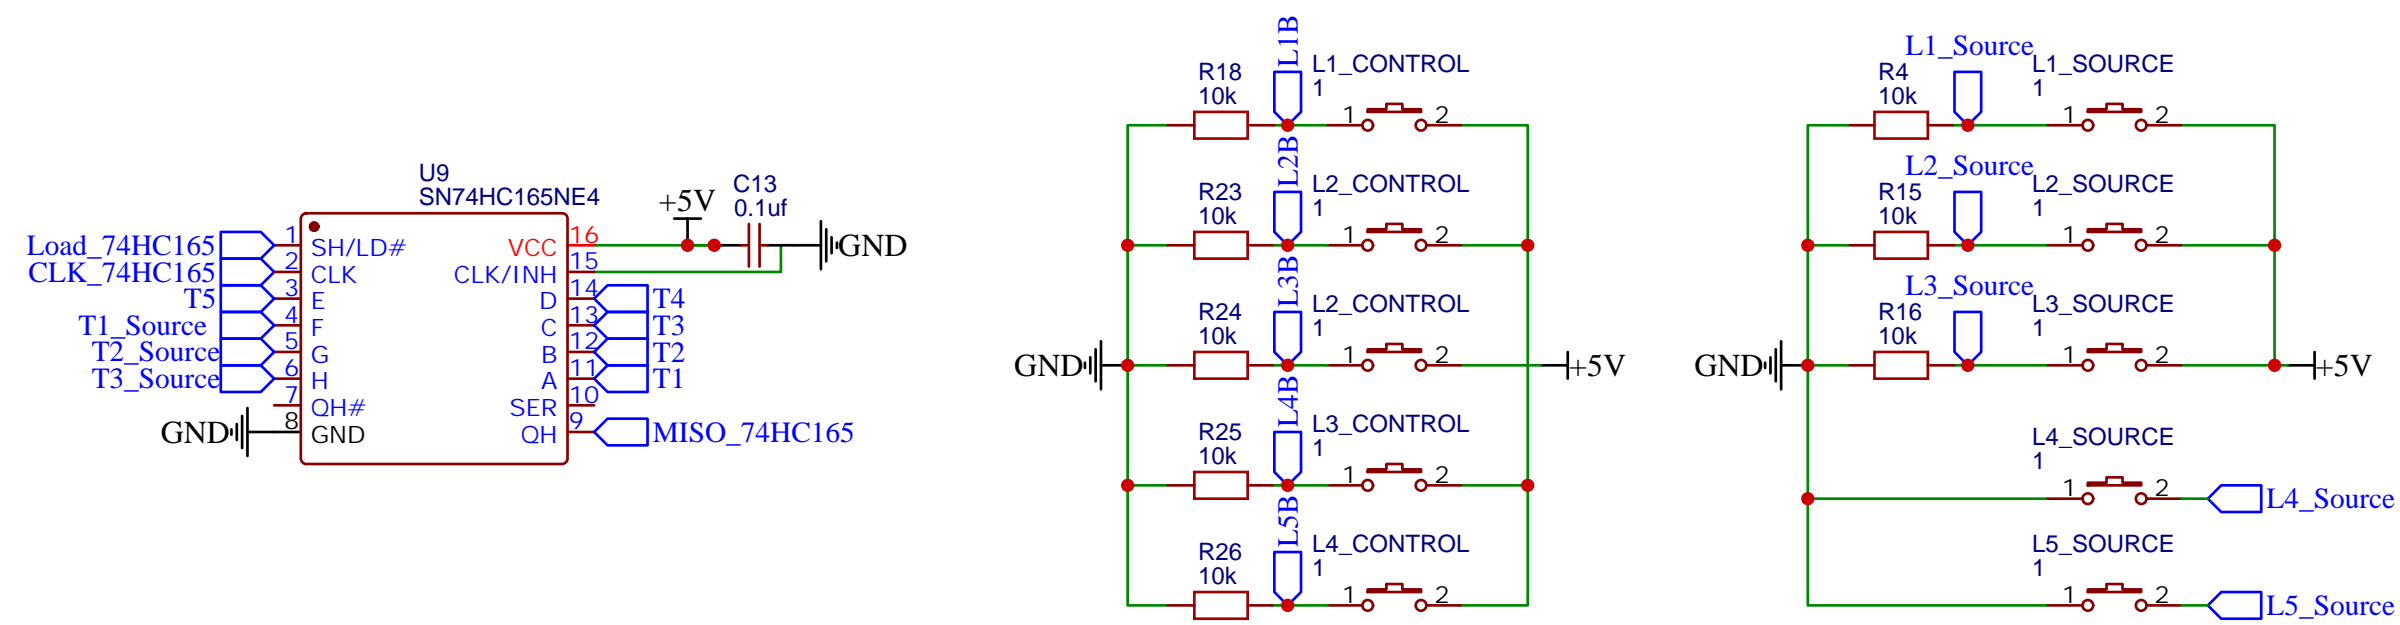 U9
SN74HC165NE4
Load_74HC165
CLK_74HC165
T5
T1_Source
T2_Source
T3_Source
GND
1
2
3
4
5
6
7
8
SH/LD#
CLK
E
F
G
H
QH#
GND
VCC
CLK/INH
D
C
B
A
SER
QH
16
15
14
13
12
11
10
9
T4
T3
T2
T1
MISO_74HC165
+5V
C13
0.1uf
GND
GND
R18
10k
L1B
L1_CONTROL
1
1 2
R23
10k
L2B
L2_CONTROL
1
1 2
R24
10k
L3B
L2_CONTROL
1
1 2
+5V
R25
10k
L4B
L3_CONTROL
1
1 2
R26
10k
L5B
L4_CONTROL
1
1 2
GND
L1_Source
R4
10k
L1_SOURCE
1
1 2
L2_Source
R15
10k
L2_SOURCE
1
1 2
L3_Source
R16
10k
L3_SOURCE
1
1 2
+5V
L4_SOURCE
1
1 2
L4_Source
L5_SOURCE
1
1 2
L5_Source